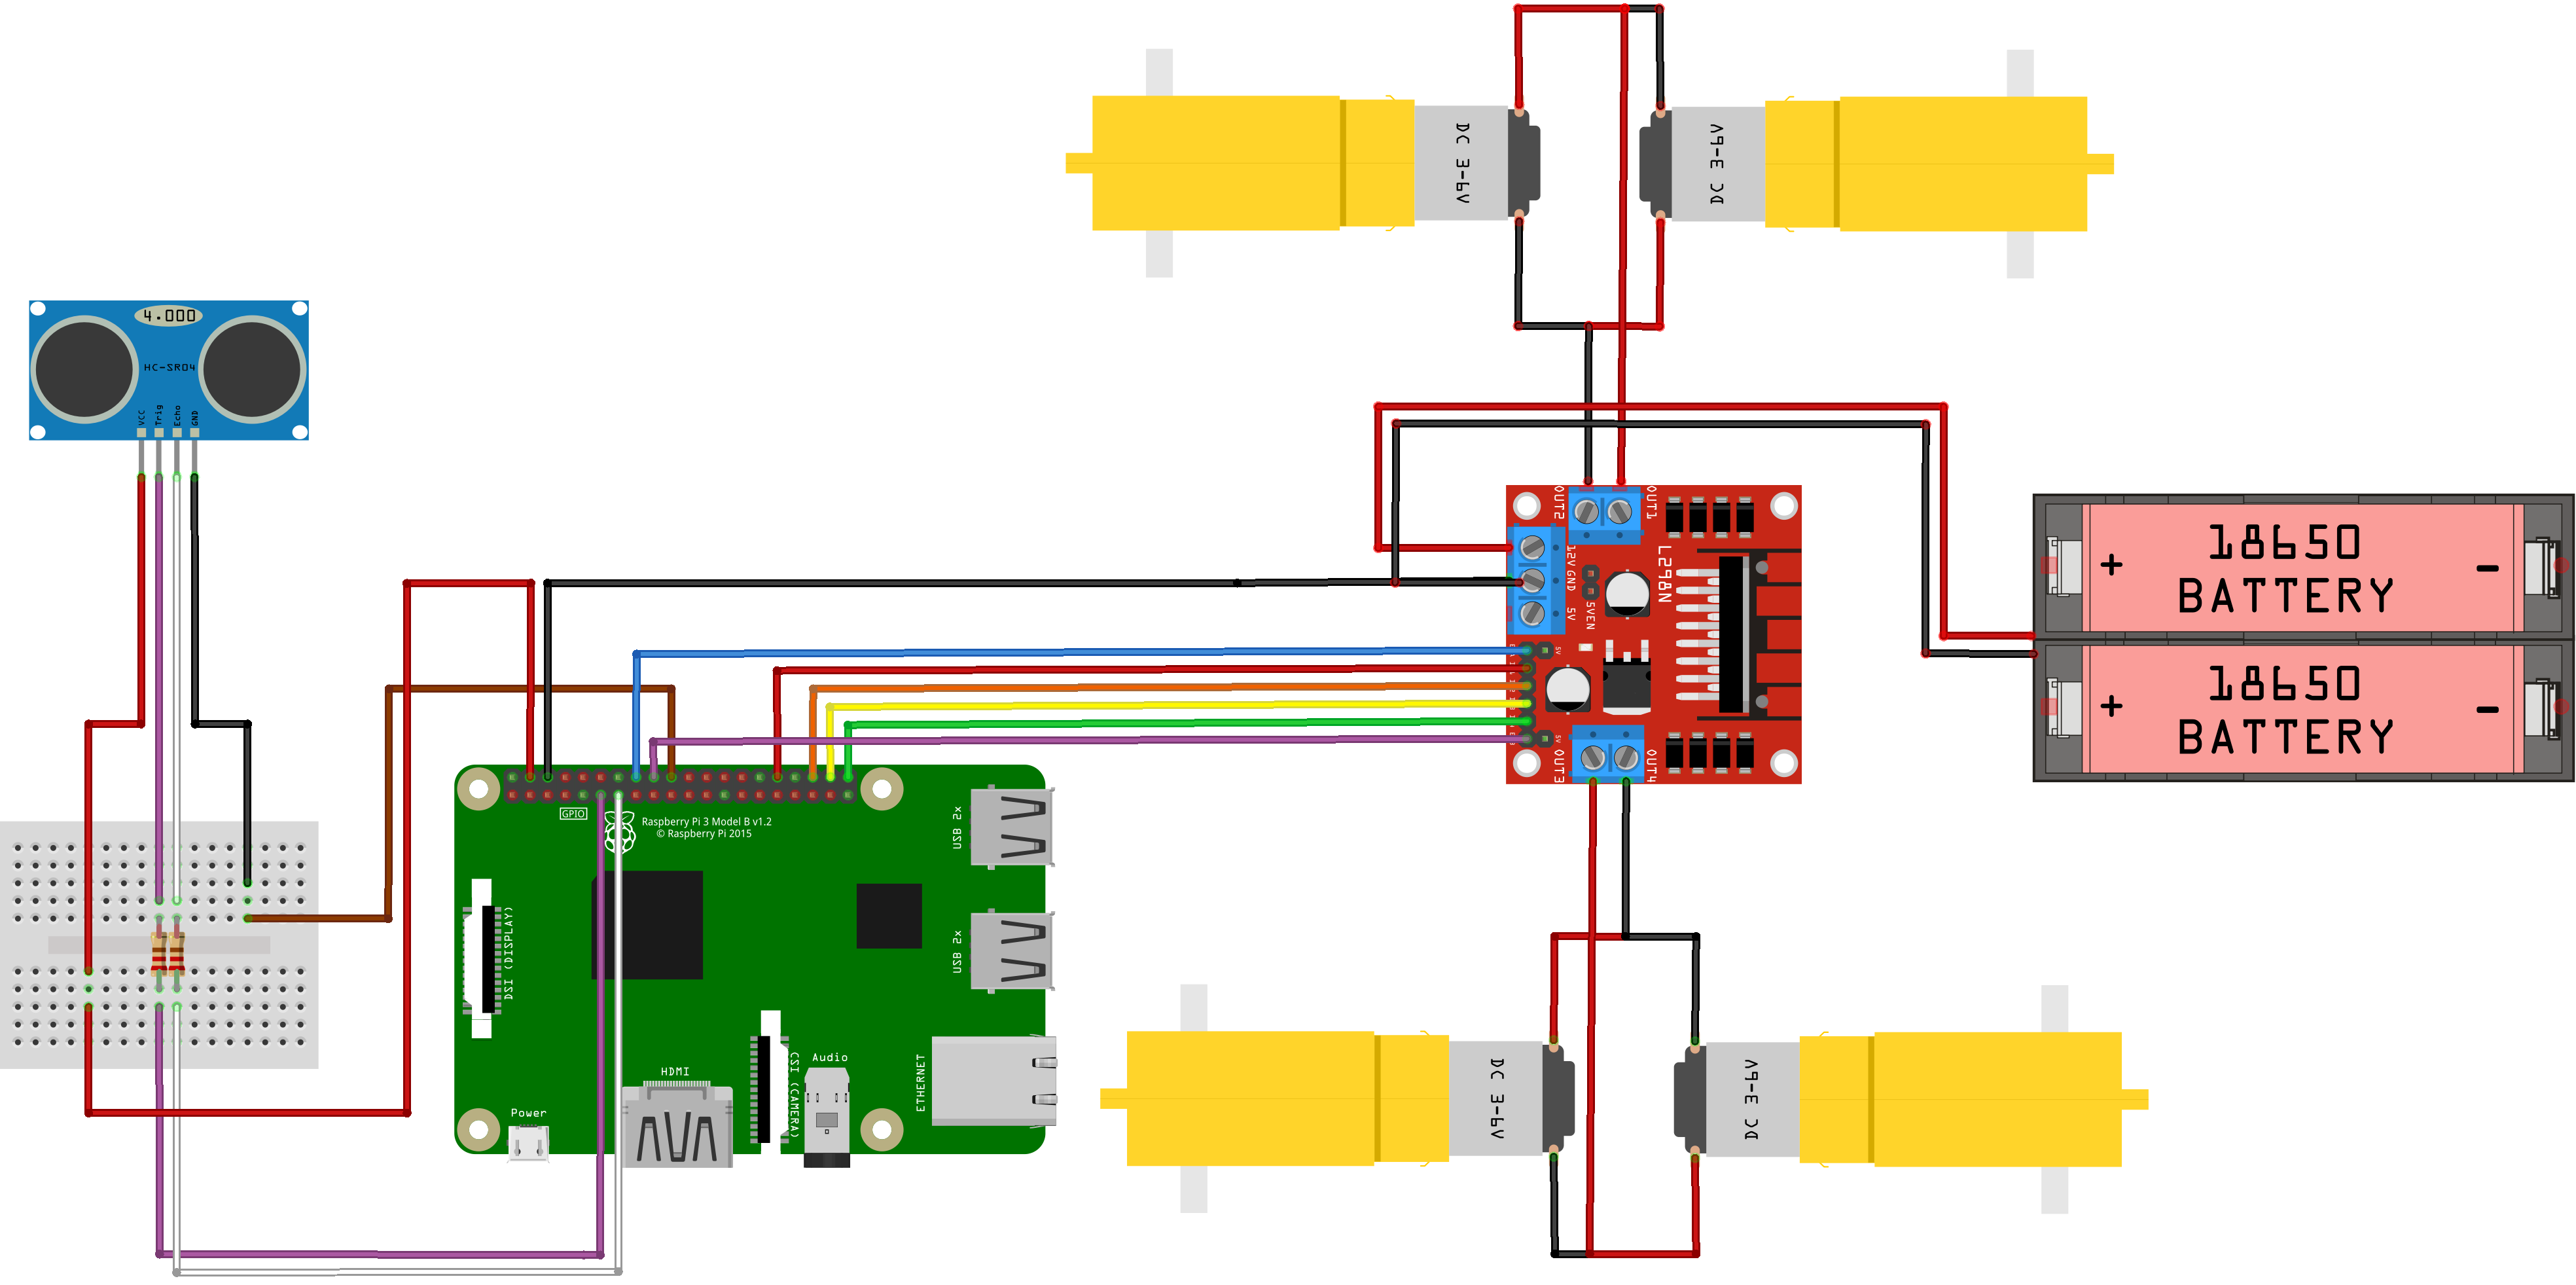 DC 3-6V
DC 3-6V
4.000
HC-SR04
VCC
Trig
Echo
GND
OUT2
OUT1
12V
GND
5V
5VEN
L298N
5V
5V
OUT3
OUT4
+
18650
BATTERY
-
+
18650
BATTERY
-
GPIO
Raspberry Pi 3 Model B v1.2
© Raspberry Pi 2015
USB 2x
USB 2x
DSI (DISPLAY)
CSI (CAMERA)
Audio
ETHERNET
HDMI
Power
DC 3-6V
DC 3-6V